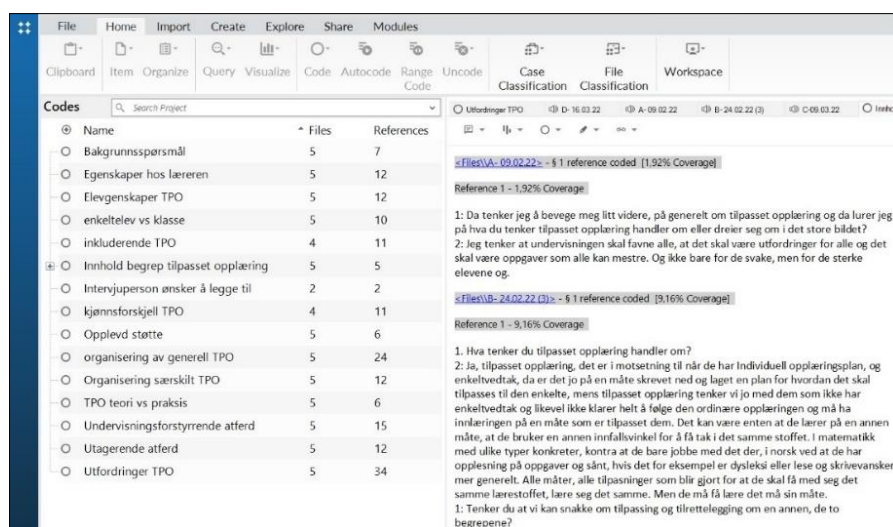 File Home Import Create Explore Share Modules
Clipboard Item Organize Query Visualize Code Autocode Range Code Uncode Case Classification File Classification Workspace
Codes Search Project
Name Files References
Bakgrunnsspørsmål 5 7
Egenskaper hos læreren 5 12
Elevgenskaper TPO 5 12
enkeltelev vs klasse 5 10
inkluderende TPO 4 11
Innhold begrep tilpasset opplæring 5 5
Intervjuperson ønsker å legge til 2 2
kjønnsforskjell TPO 4 11
Opplevd støtte 5 6
organisering av generell TPO 5 24
Organisering særskilt TPO 5 12
TPO teori vs praksis 5 6
Undervisningsforstyrrende atferd 5 15
Utagerende atferd 5 12
Utfordringer TPO 5 34
Utfordringer TPO D- 16.03.22 A- 09.02.22 B- 24.02.22 (3) C-09.03.22 Innho
<Files\\A- 09.02.22> - § 1 reference coded [1,92% Coverage]
Reference 1 - 1,92% Coverage
1: Da tenker jeg å bevege meg litt videre, på generelt om tilpasset opplæring og da lurer jeg
på hva du tenker tilpasset opplæring handler om eller dreier seg om i det store bildet?
2: Jeg tenker at undervisningen skal favne alle, at det skal være utfordringer for alle og det
skal være oppgaver som alle kan mestre. Og ikke bare for de svake, men for de sterke
elevene og.
<Files\\B- 24.02.22 (3)> - § 1 reference coded [9,16% Coverage]
Reference 1 - 9,16% Coverage
1. Hva tenker du tilpasset opplæring handler om?
2: Ja, tilpasset opplæring, det er i motsetning til når de har Individuell opplæringsplan, og
enkeltvedtak, da er det jo på en måte skrevet ned og laget en plan for hvordan det skal
tilpasses til den enkelte, mens tilpasset opplæring tenker vi jo med dem som ikke har
enkeltvedtak og likevel ikke klarer helt å følge den ordinære opplæringen og må ha
innlæringen på en måte som er tilpasset dem. Det kan være enten at de lærer på en annen
måte, at de bruker en annen innfallsvinkel for å få tak i det samme stoffet. I matematikk
med ulike typer konkreter, kontra at de bare jobbe med det der, i norsk ved at de har
opplesning på oppgaver og sånt, hvis det for eksempel er dysleksi eller lese og skrivevansker
mer generelt. Alle måter, alle tilpasninger som blir gjort for at de skal få med seg det
samme lærestoffet, lære seg det samme. Men de må få lære det må sin måte.
1: Tenker du at vi kan snakke om tilpassing og tilrettelegging om en annen, de to
begrepene?